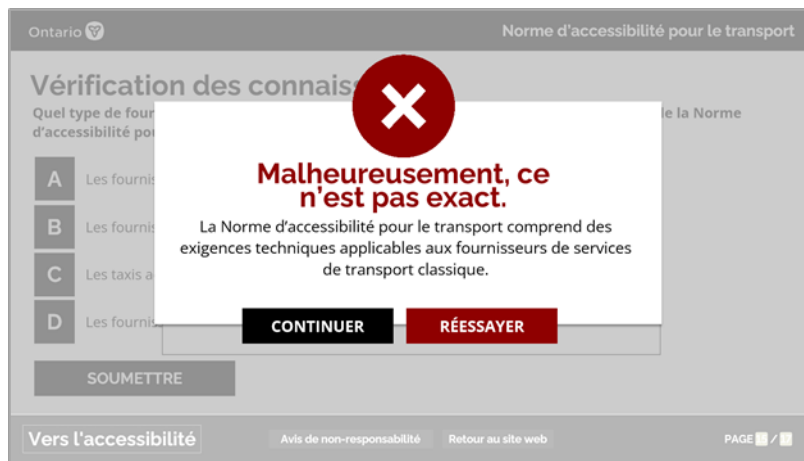 Ontario
Norme d'accessibilité pour le transport
Vérification des connais
Quel type de four
de la Norme
d'accessibilité pou
Malheureusement, ce
n'est pas exact.
La Norme d'accessibilité pour le transport comprend des
exigences techniques applicables aux fournisseurs de services
de transport classique.
A Les fournis
B Les fournis
C Les taxis a
D Les fournis
CONTINUER
RÉESSAYER
SOUMETTRE
Vers l'accessibilité
Avis de non-responsabilité
Retour au site web
PAGE /